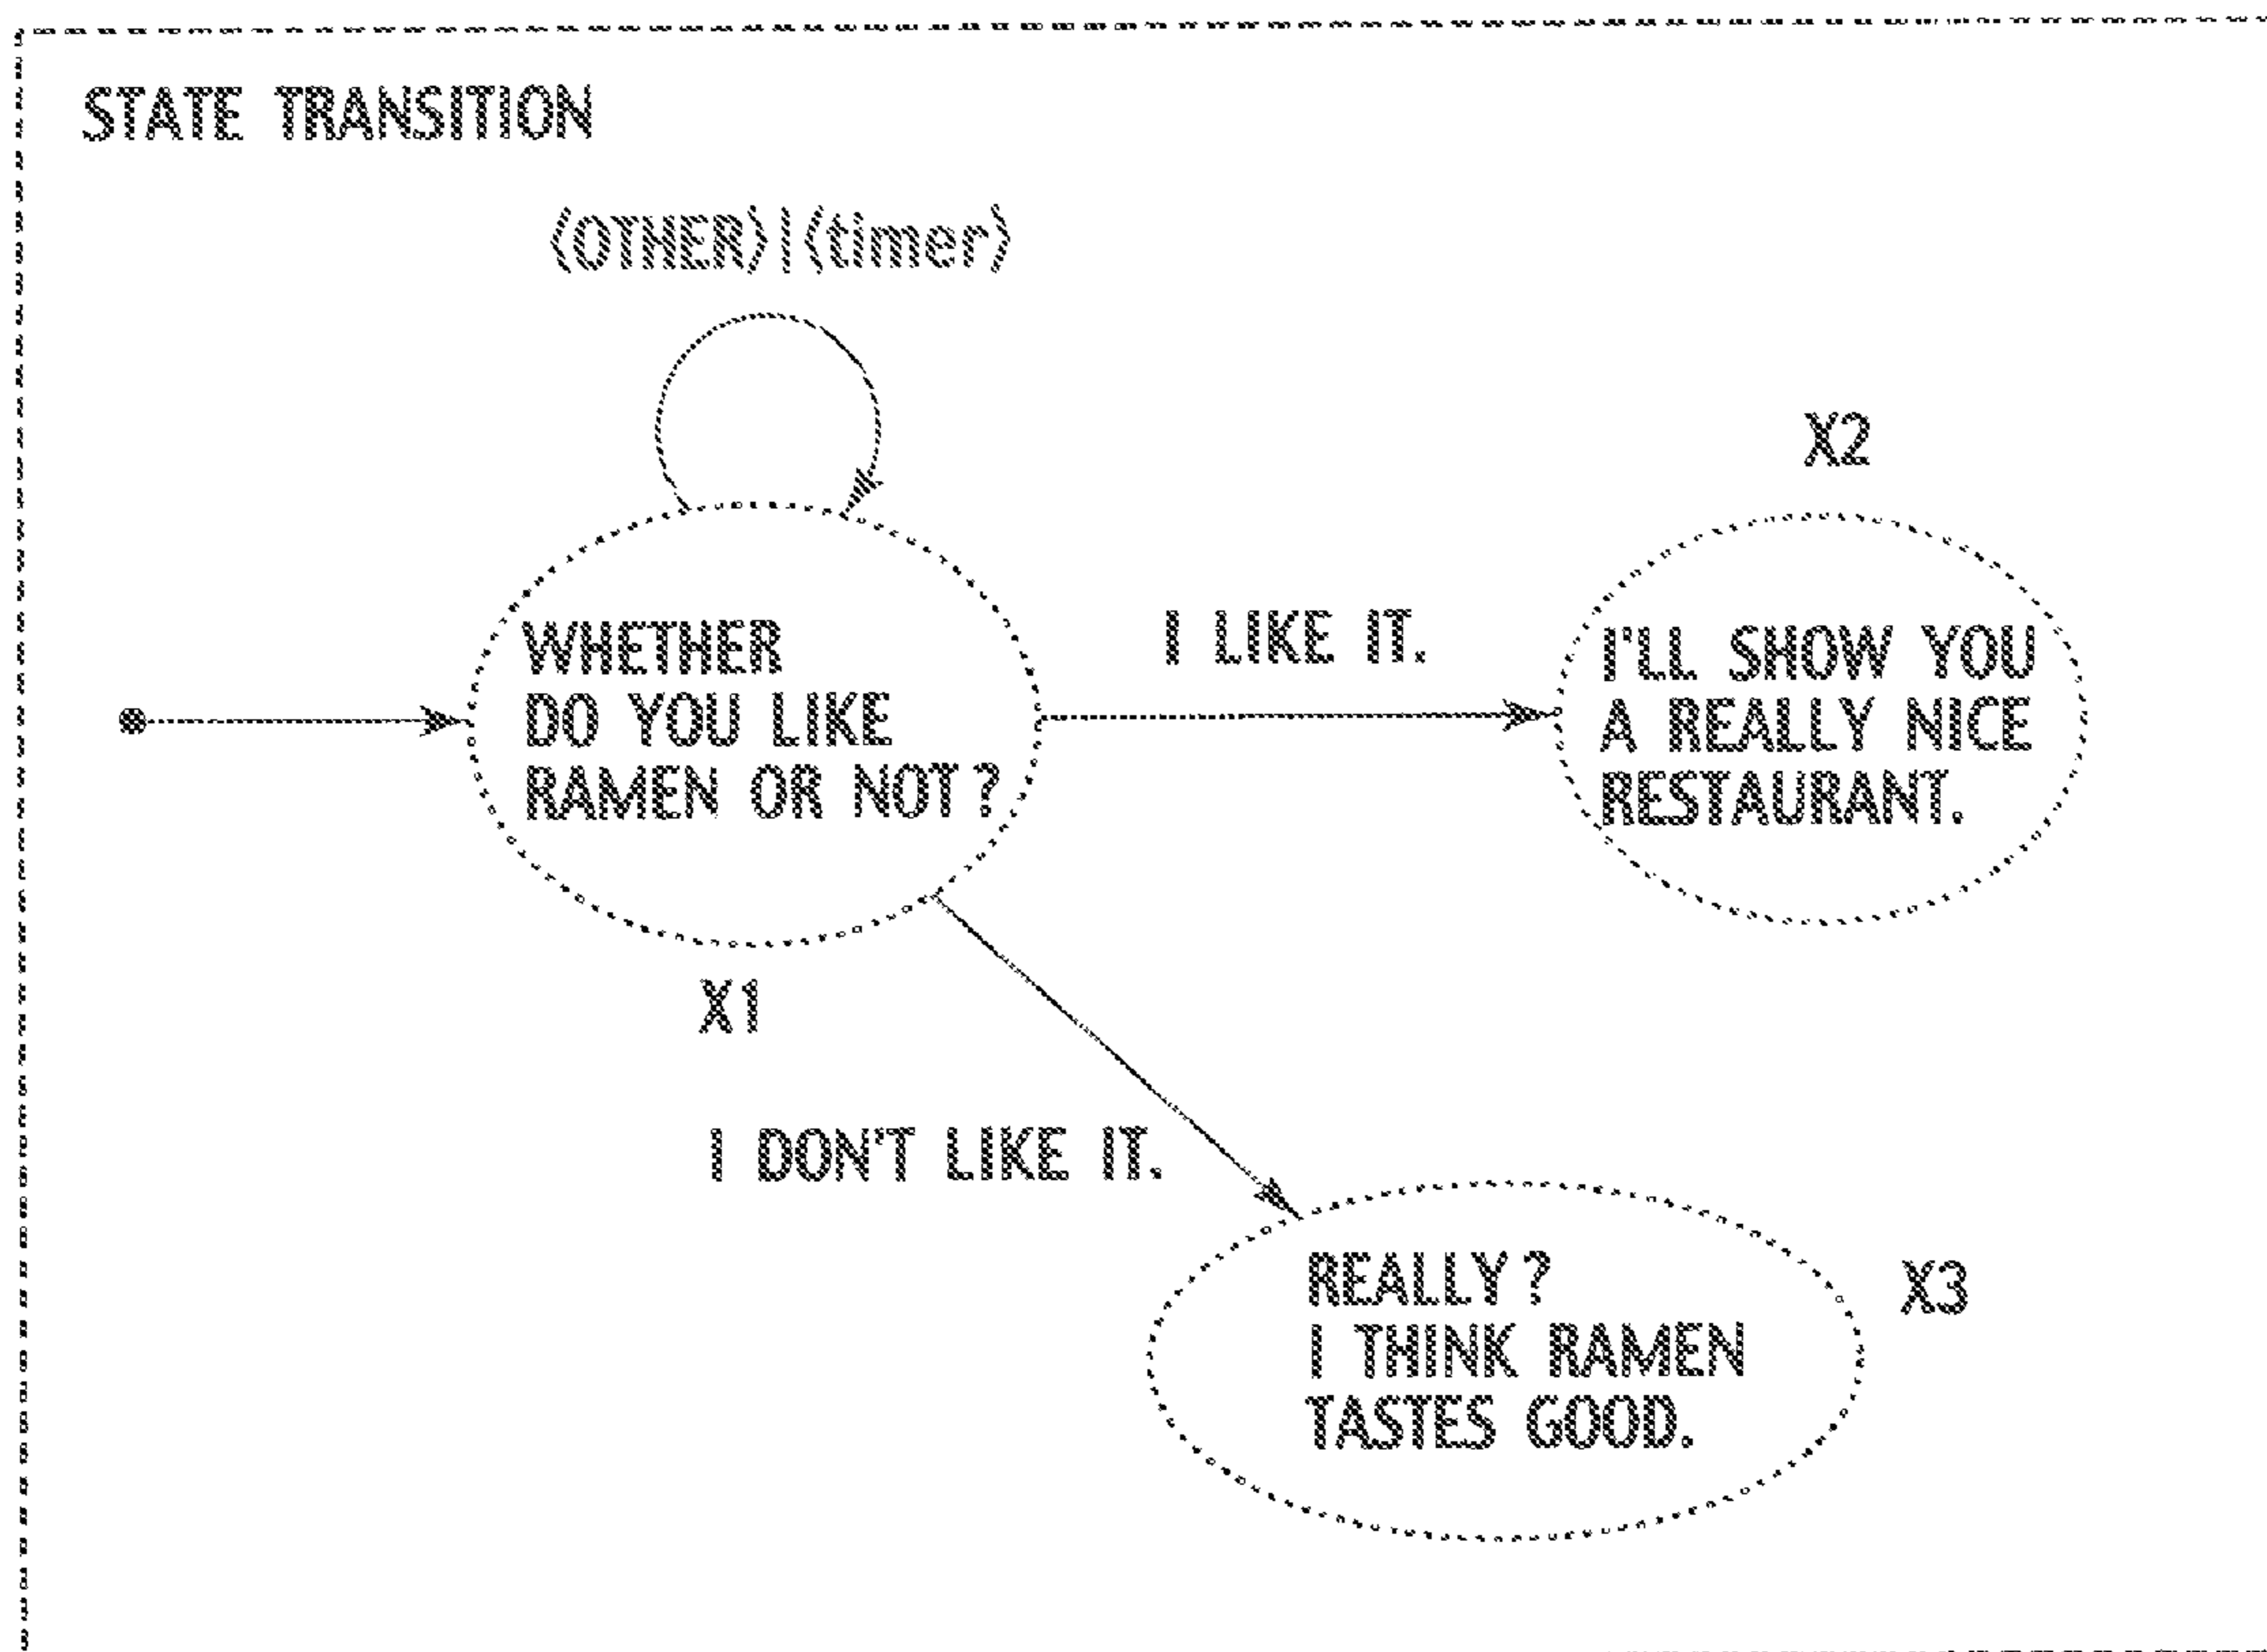 STATE TRANSITION
⟨OTHER⟩|⟨timer⟩
X2
WHETHER
DO YOU LIKE
RAMEN OR NOT?
I LIKE IT.
I'LL SHOW YOU
A REALLY NICE
RESTAURANT.
X1
I DON'T LIKE IT.
REALLY?
I THINK RAMEN
TASTES GOOD.
X3